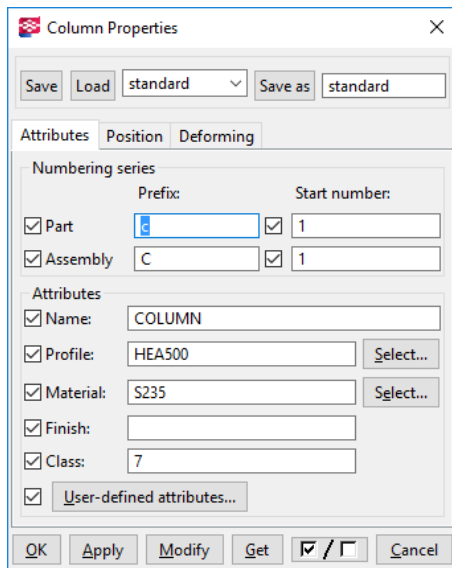 Column Properties
Save Load standard Save as standard
Attributes Position Deforming
Numbering series
Prefix: Start number:
Part c 1
Assembly C 1
Attributes
Name: COLUMN
Profile: HEA500 Select...
Material: S235 Select...
Finish:
Class: 7
User-defined attributes...
OK Apply Modify Get / Cancel